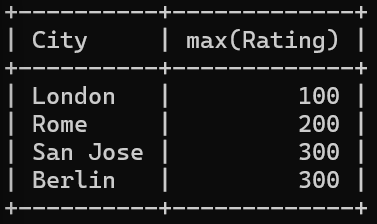 +----------+-------------+
| City     | max(Rating) |
+----------+-------------+
| London   |         100 |
| Rome     |         200 |
| San Jose |         300 |
| Berlin   |         300 |
+----------+-------------+